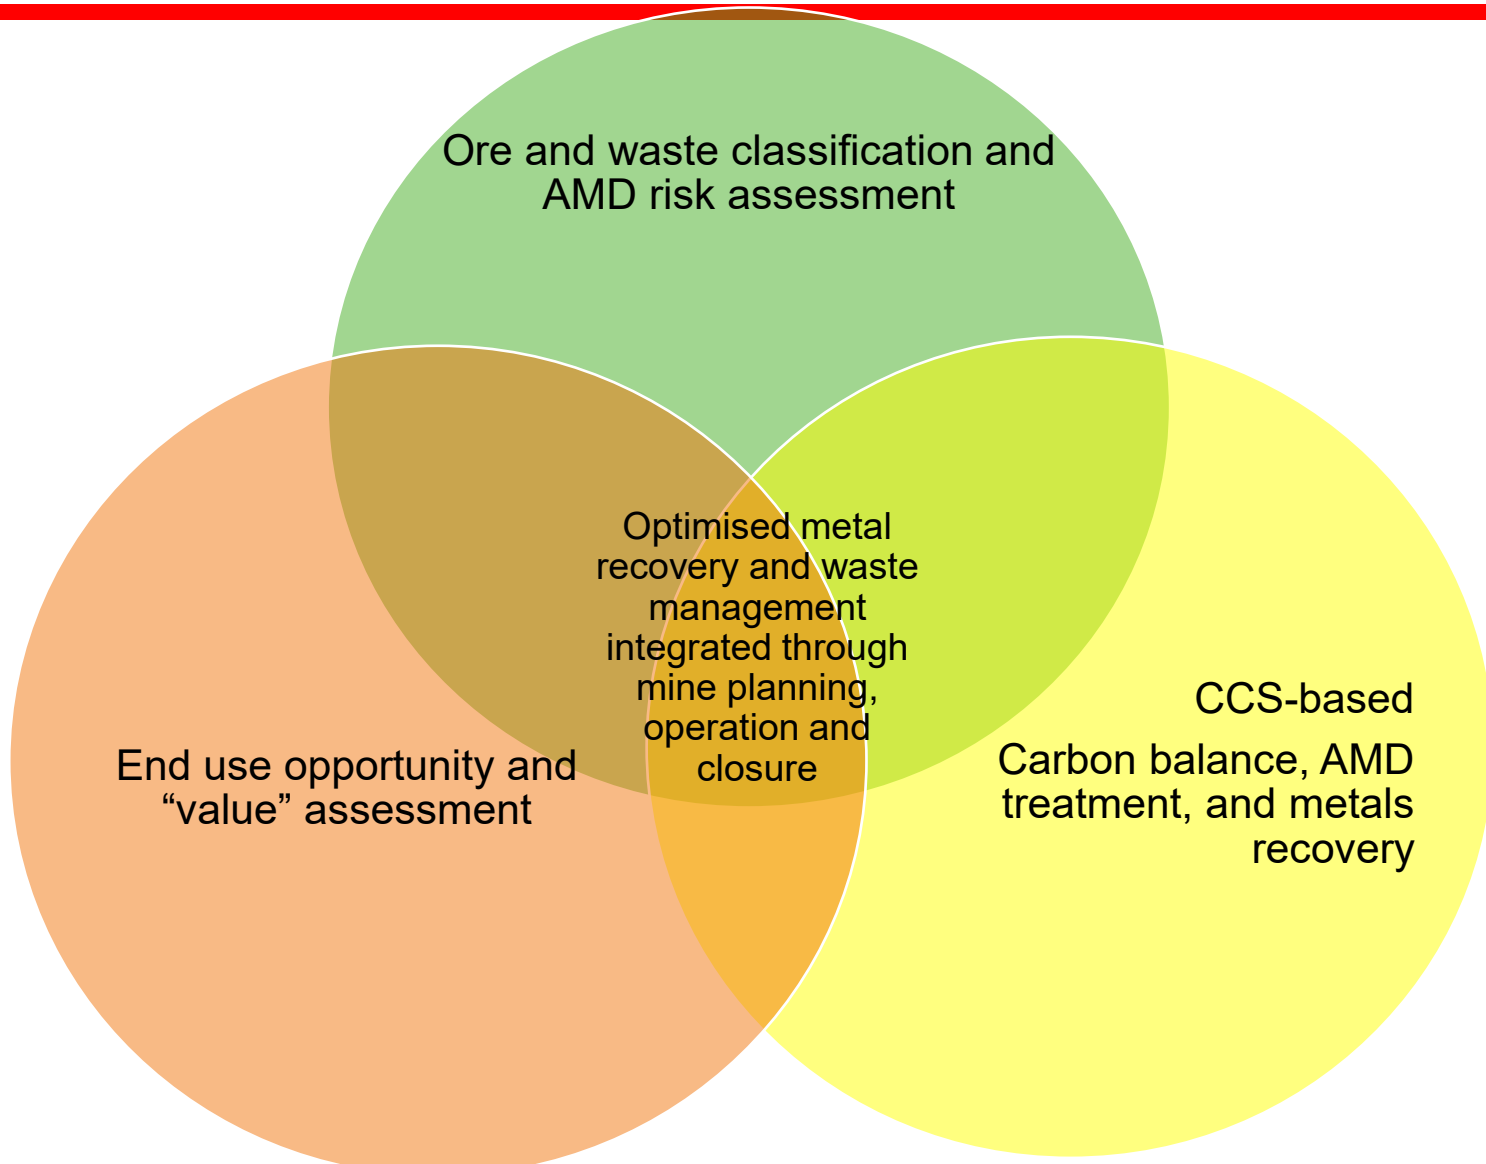 Ore and waste classification and
AMD risk assessment
Optimised metal
recovery and waste
management
integrated through
mine planning,
operation and
closure
End use opportunity and
“value” assessment
CCS-based
Carbon balance, AMD
treatment, and metals
recovery